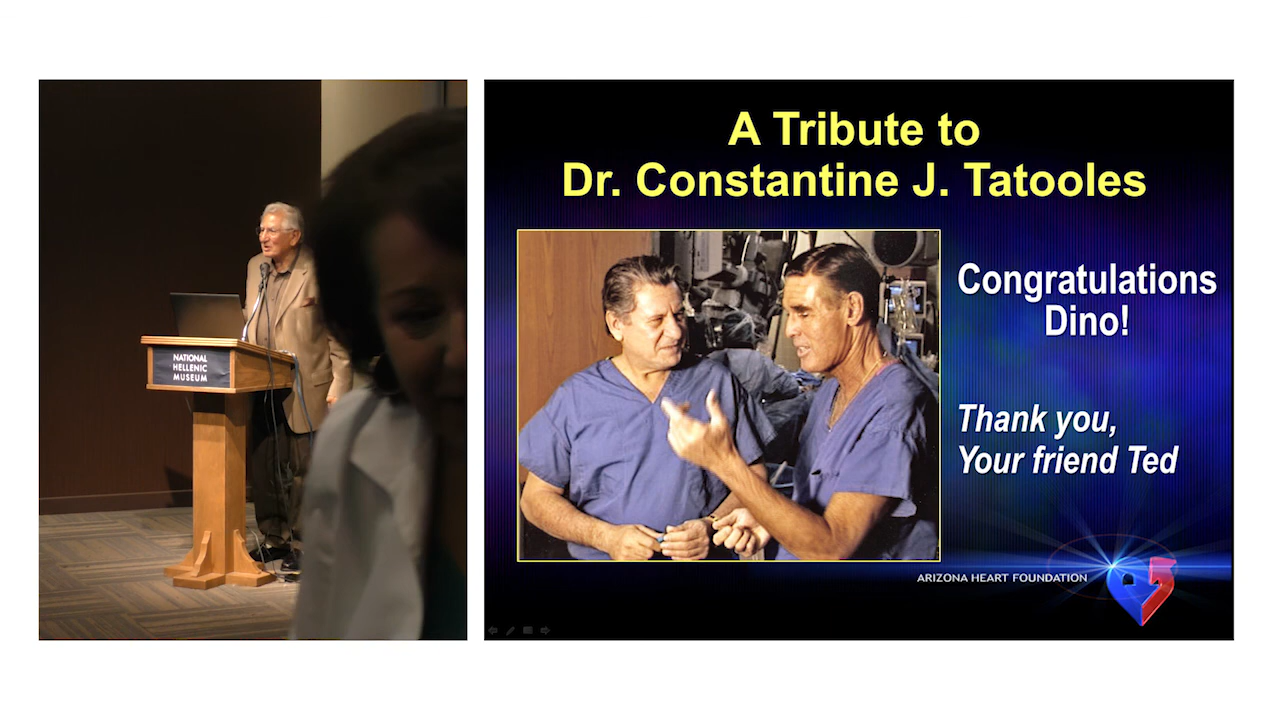 NATIONAL
HELLENIC
MUSEUM
A Tribute to
Dr. Constantine J. Tatooles
Congratulations
Dino!
Thank you,
Your friend Ted
ARIZONA HEART FOUNDATION